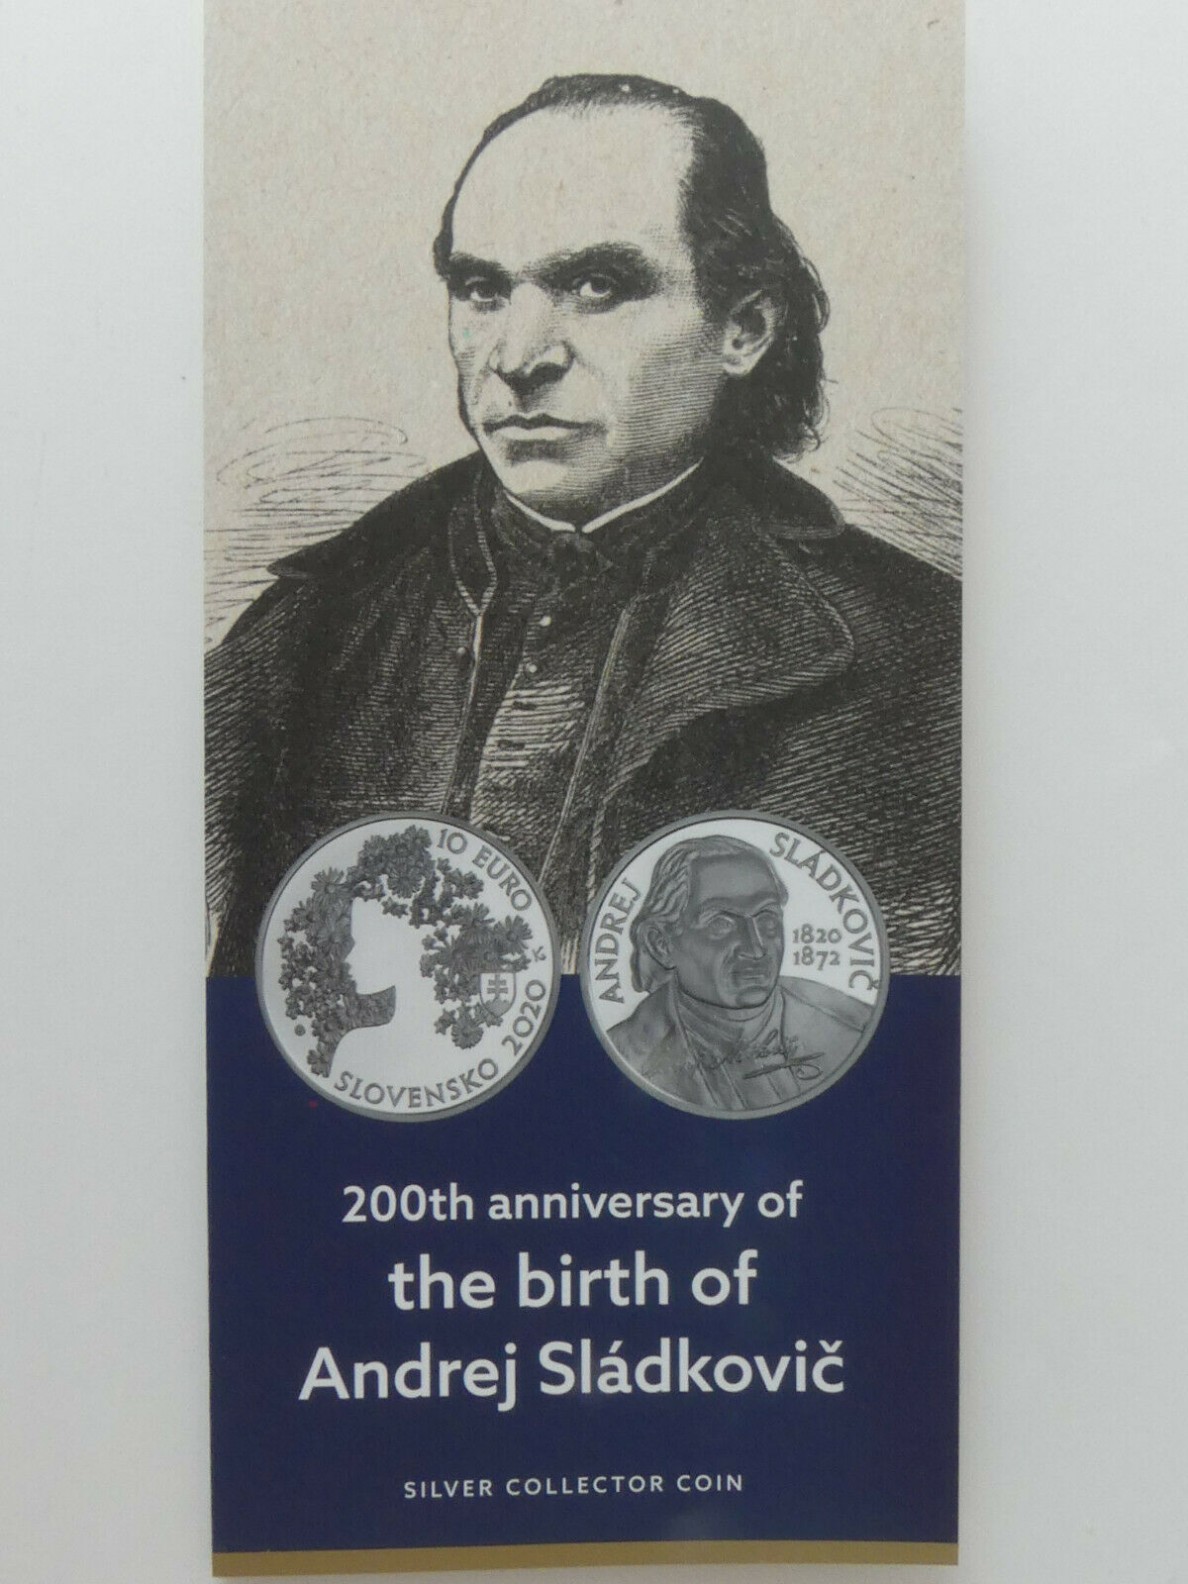 10 EURO
SLOVENSKO 2020
ANDREJ SLÁDKOVIČ
1820
1872
200th anniversary of
the birth of
Andrej Sládkovič
SILVER COLLECTOR COIN